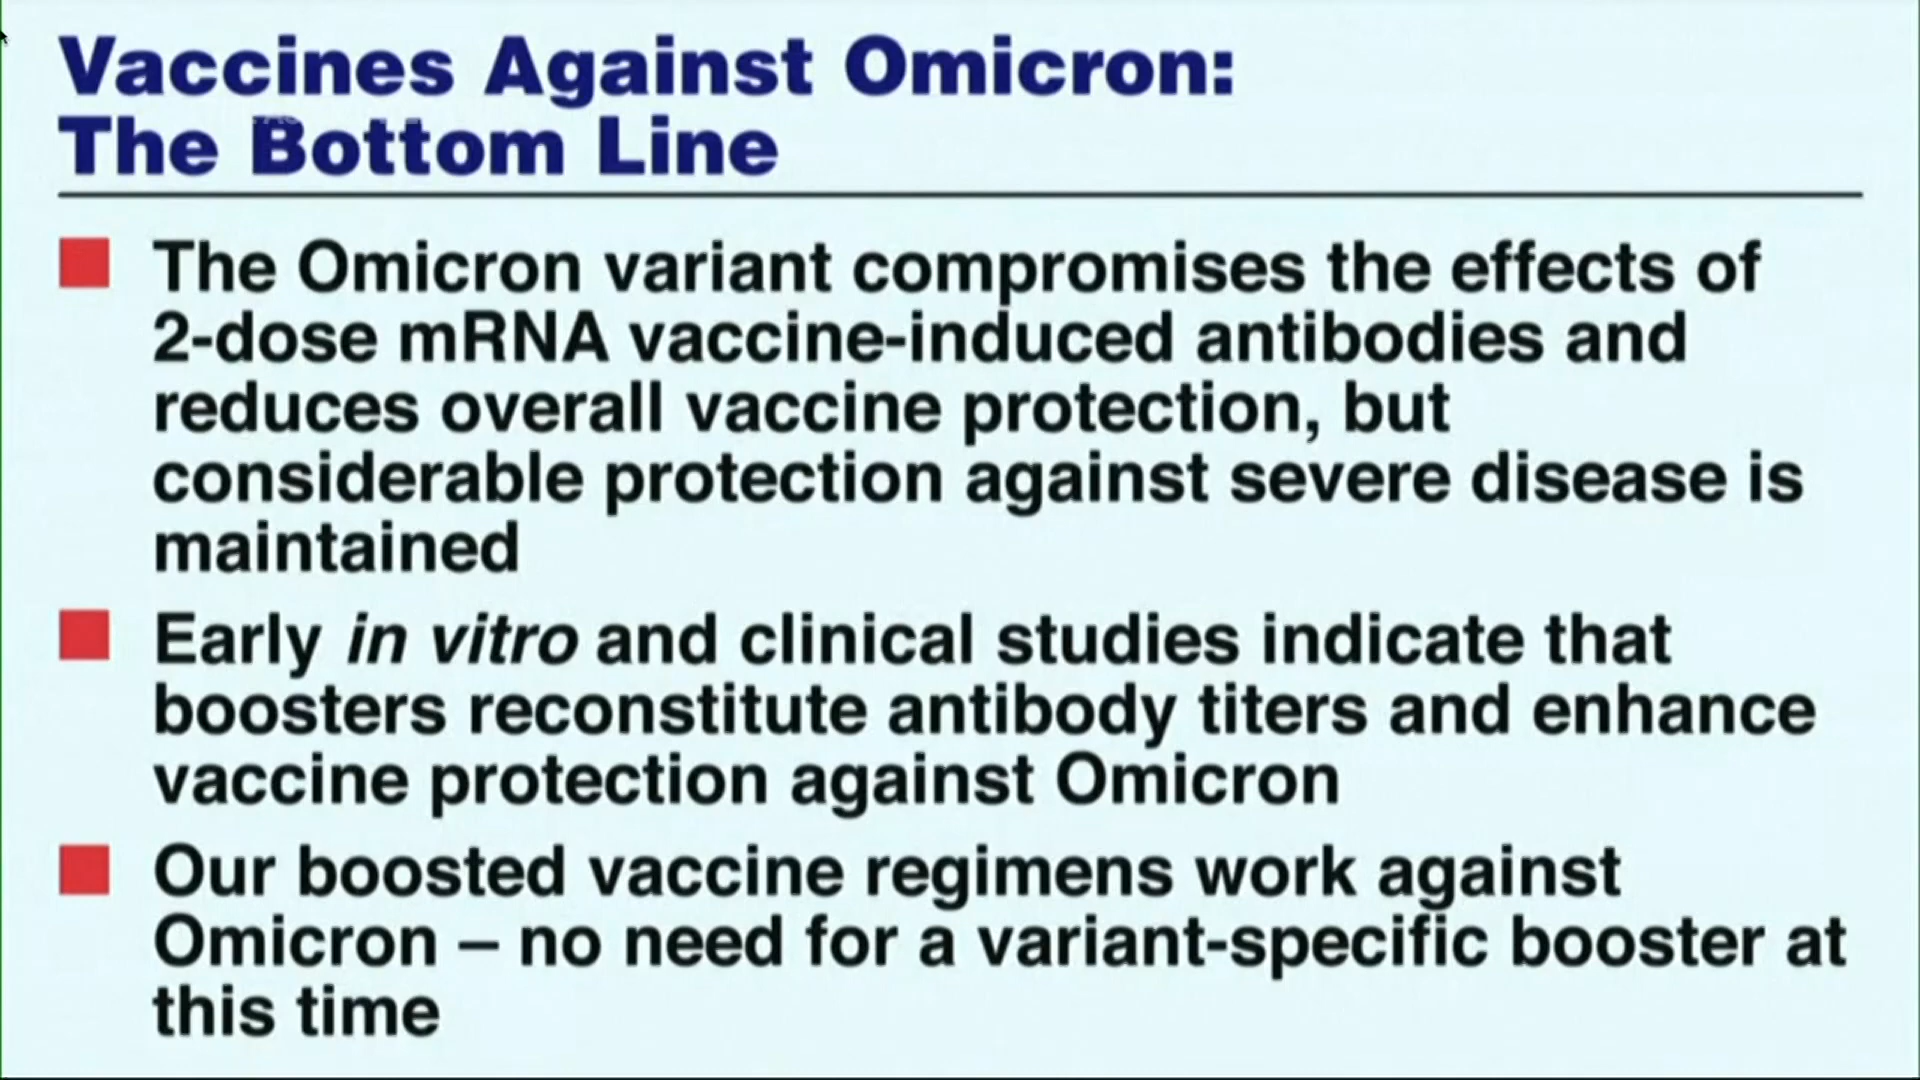 Vaccines Against Omicron:
The Bottom Line
The Omicron variant compromises the effects of
2-dose mRNA vaccine-induced antibodies and
reduces overall vaccine protection, but
considerable protection against severe disease is
maintained
Early in vitro and clinical studies indicate that
boosters reconstitute antibody titers and enhance
vaccine protection against Omicron
Our boosted vaccine regimens work against
Omicron – no need for a variant-specific booster at
this time